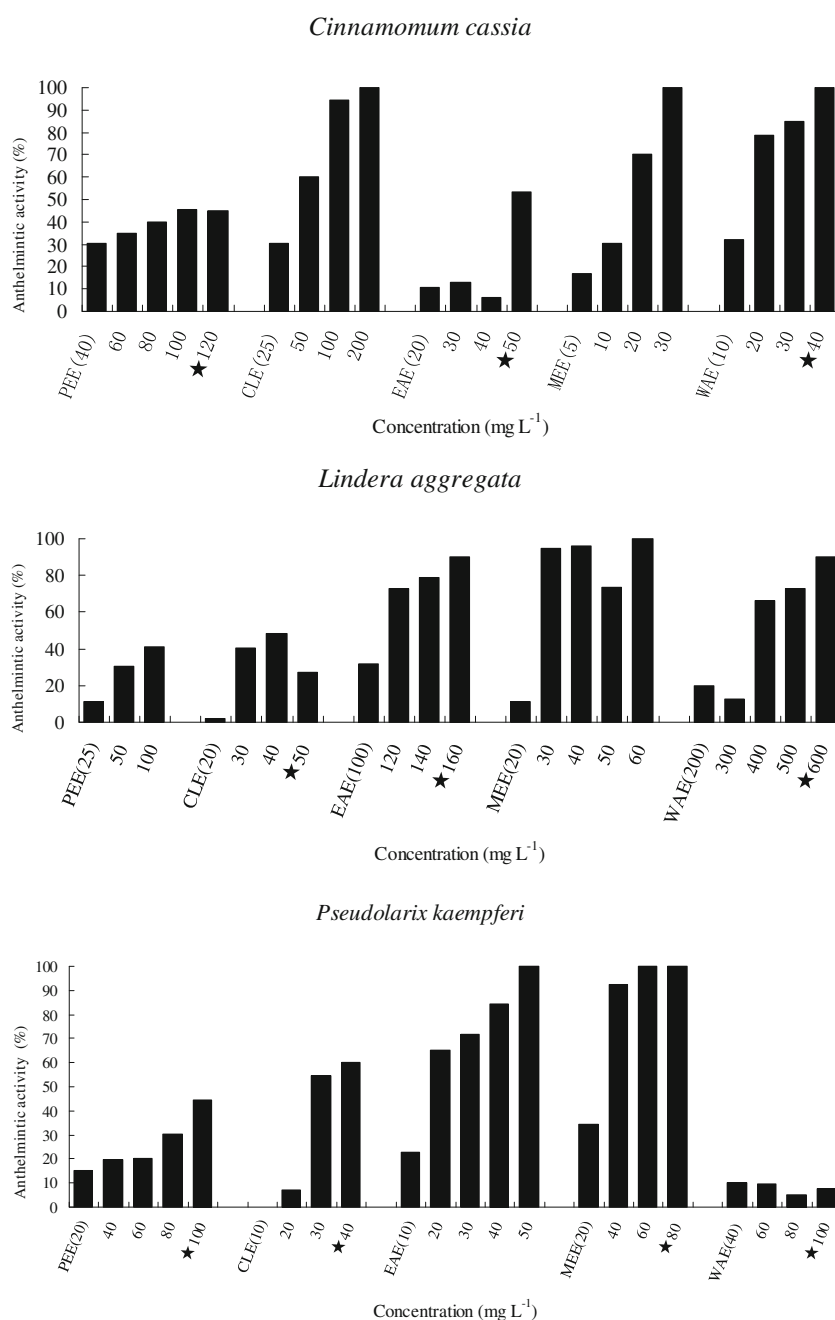 Cinnamomum cassia
Anthelmintic activity (%)
100
90
80
70
60
50
40
30
20
10
0
PEE (40) 60 80 100 ★120 CLE (25) 50 100 200 EAE (20) 30 40 ★50 MEE (5) 10 20 30 WAE (10) 20 30 ★40
Concentration (mg L⁻¹)
Lindera aggregata
Anthelmintic activity (%)
100
80
60
40
20
0
PEE(25) 50 100 CLE(20) 30 40 ★50 EAE(100) 120 140 ★160 MEE(20) 30 40 50 60 WAE(200) 300 400 500 ★600
Concentration (mg L⁻¹)
Pseudolarix kaempferi
Anthelmintic activity (%)
100
90
80
70
60
50
40
30
20
10
0
PEE(20) 40 60 80 ★100 CLE(10) 20 30 ★40 EAE(10) 20 30 40 50 MEE(20) 40 60 ★80 WAE(40) 60 80 ★100
Concentration (mg L⁻¹)